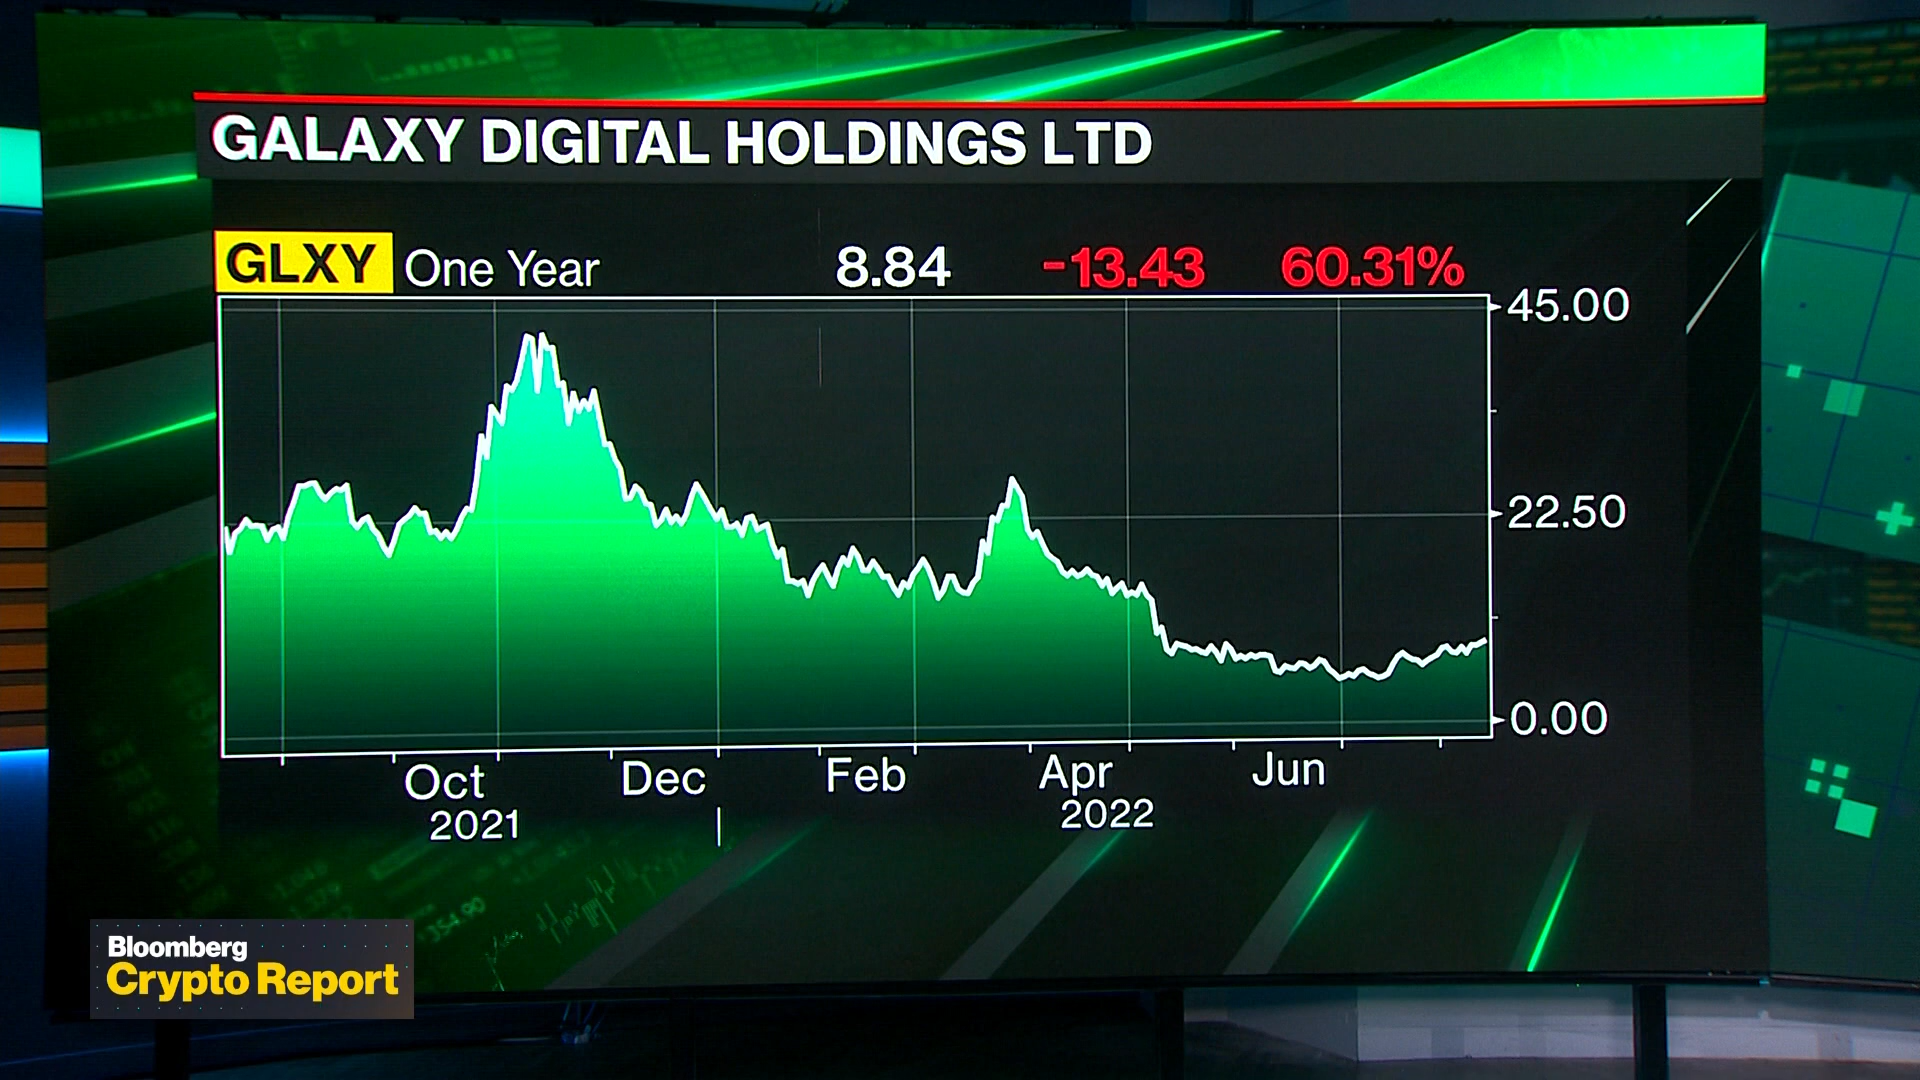 GALAXY DIGITAL HOLDINGS LTD
GLXY One Year 8.84 -13.43 60.31%
45.00
22.50
0.00
Oct Dec Feb Apr Jun
2021 2022
Bloomberg
Crypto Report